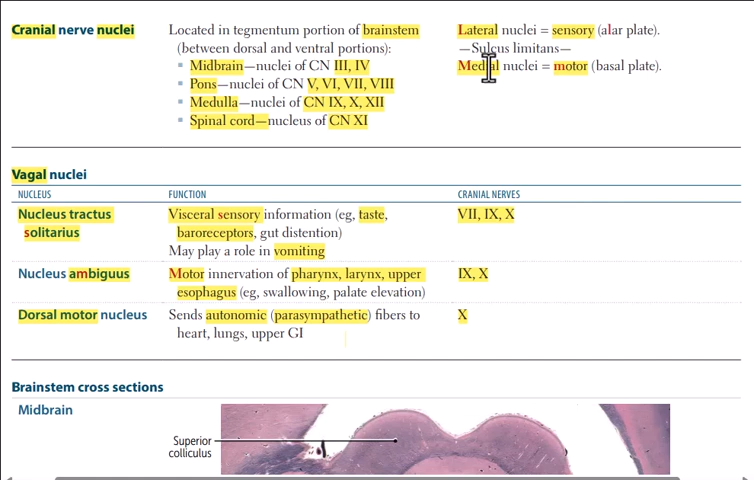 Cranial nerve nuclei
Located in tegmentum portion of brainstem
(between dorsal and ventral portions):
Midbrain—nuclei of CN III, IV
Pons—nuclei of CN V, VI, VII, VIII
Medulla—nuclei of CN IX, X, XII
Spinal cord—nucleus of CN XI
Lateral nuclei = sensory (alar plate).
—Sulcus limitans—
Medial nuclei = motor (basal plate).
Vagal nuclei
NUCLEUS FUNCTION CRANIAL NERVES
Nucleus tractus
solitarius
Visceral sensory information (eg, taste,
baroreceptors, gut distention)
May play a role in vomiting
VII, IX, X
Nucleus ambiguus
Motor innervation of pharynx, larynx, upper
esophagus (eg, swallowing, palate elevation)
IX, X
Dorsal motor nucleus
Sends autonomic (parasympathetic) fibers to
heart, lungs, upper GI
X
Brainstem cross sections
Midbrain
Superior
colliculus